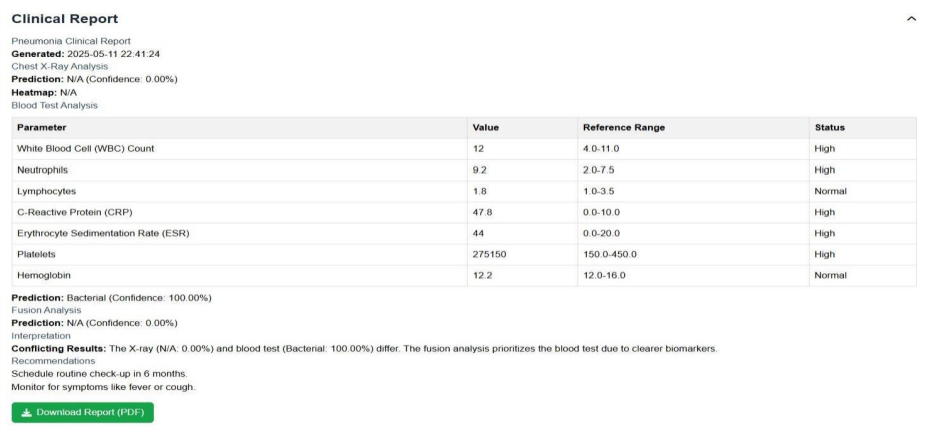 Clinical Report
Pneumonia Clinical Report
Generated: 2025-05-11 22:41:24
Chest X-Ray Analysis
Prediction: N/A (Confidence: 0.00%)
Heatmap: N/A
Blood Test Analysis
Parameter Value Reference Range Status
White Blood Cell (WBC) Count 12 4.0-11.0 High
Neutrophils 9.2 2.0-7.5 High
Lymphocytes 1.8 1.0-3.5 Normal
C-Reactive Protein (CRP) 47.8 0.0-10.0 High
Erythrocyte Sedimentation Rate (ESR) 44 0.0-20.0 High
Platelets 275150 150.0-450.0 High
Hemoglobin 12.2 12.0-16.0 Normal
Prediction: Bacterial (Confidence: 100.00%)
Fusion Analysis
Prediction: N/A (Confidence: 0.00%)
Interpretation
Conflicting Results: The X-ray (N/A: 0.00%) and blood test (Bacterial: 100.00%) differ. The fusion analysis prioritizes the blood test due to clearer biomarkers.
Recommendations
Schedule routine check-up in 6 months.
Monitor for symptoms like fever or cough.
Download Report (PDF)